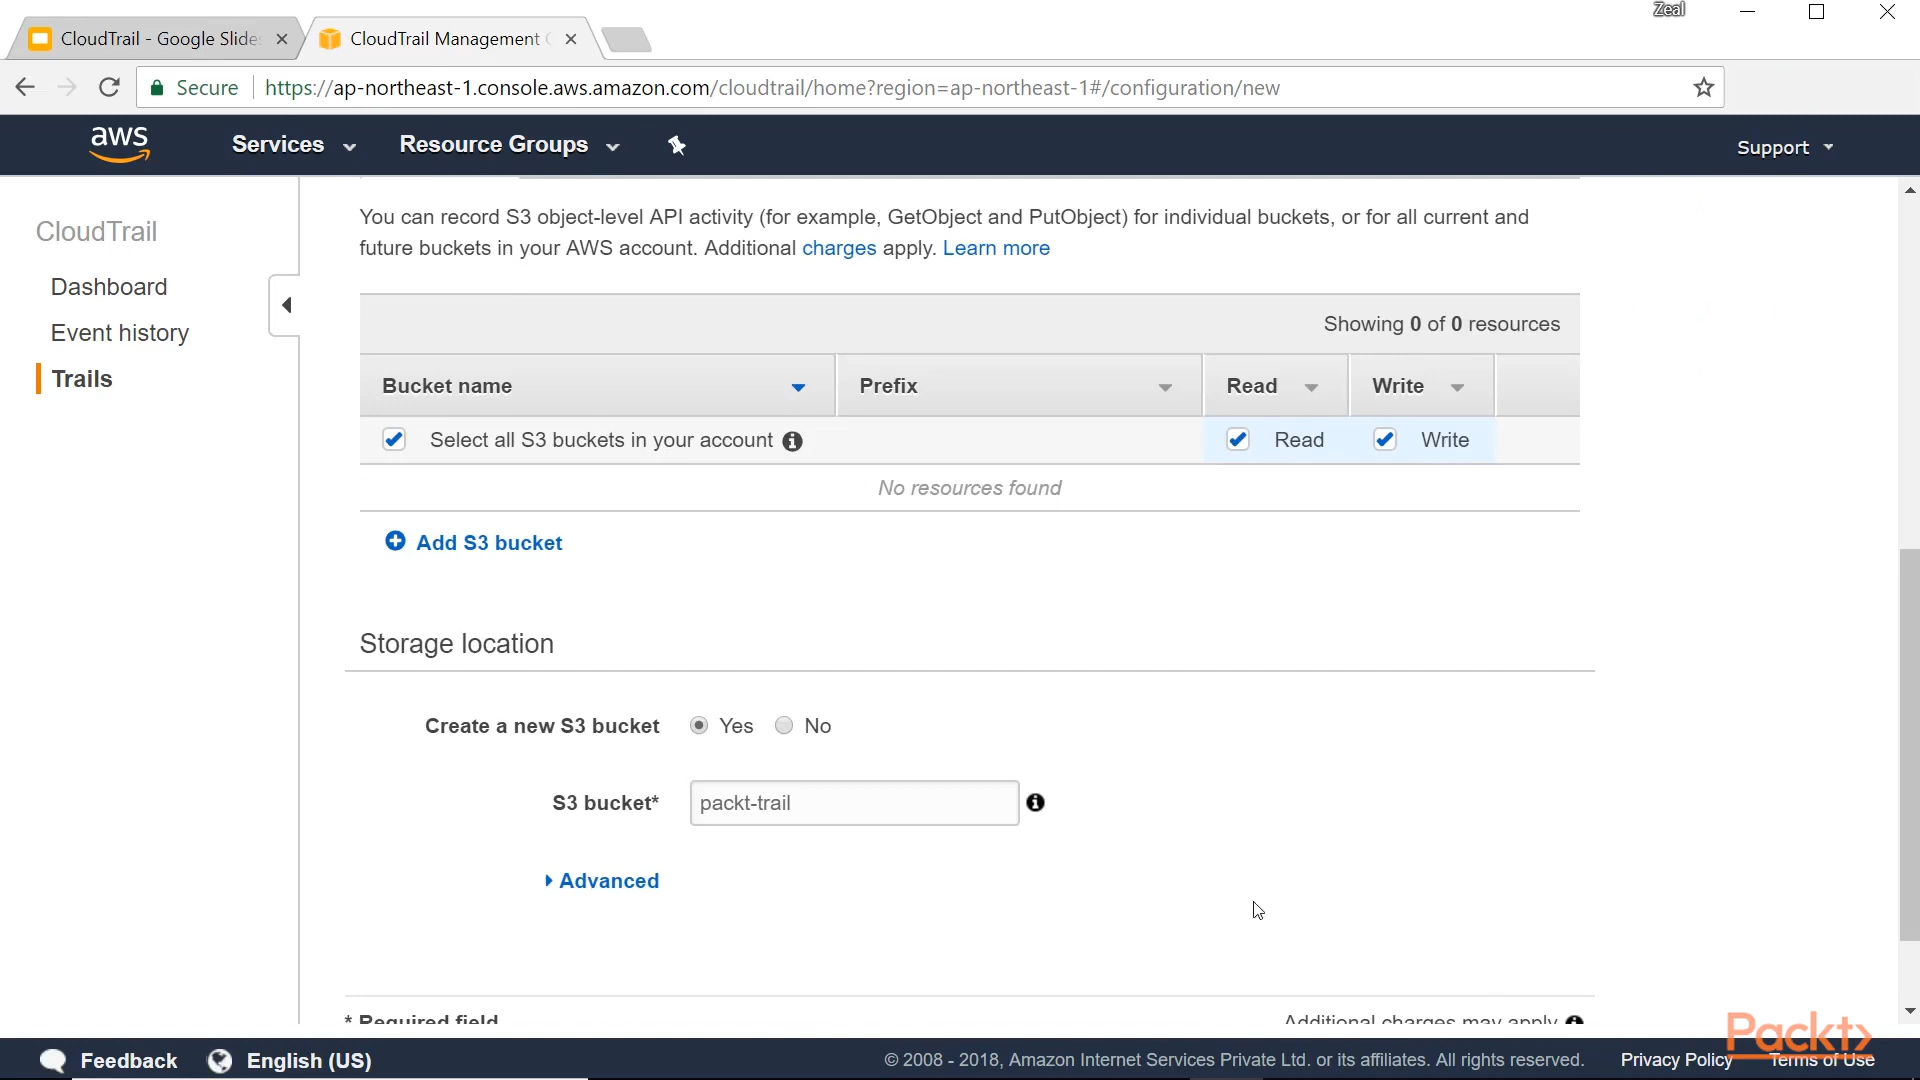 Zeal
CloudTrail - Google Slide
CloudTrail Management
Secure
https://ap-northeast-1.console.aws.amazon.com/cloudtrail/home?region=ap-northeast-1#/configuration/new
aws
Services
Resource Groups
Support
CloudTrail
Dashboard
Event history
Trails
You can record S3 object-level API activity (for example, GetObject and PutObject) for individual buckets, or for all current and
future buckets in your AWS account. Additional charges apply. Learn more
Showing 0 of 0 resources
Bucket name
Prefix
Read
Write
Select all S3 buckets in your account
Read
Write
No resources found
Add S3 bucket
Storage location
Create a new S3 bucket
Yes
No
S3 bucket*
packt-trail
Advanced
* Required field
Additional charges may apply
Packt>
Feedback
English (US)
© 2008 - 2018, Amazon Internet Services Private Ltd. or its affiliates. All rights reserved.
Privacy Policy
Terms of Use